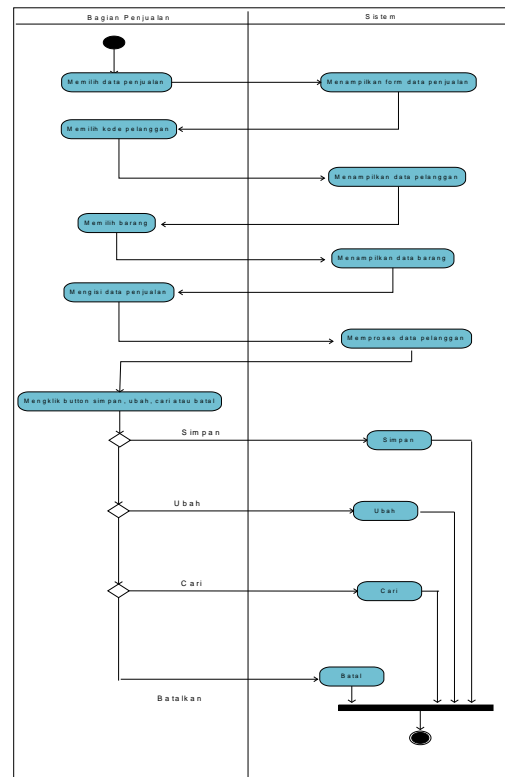 Bagian Penjualan
Sistem
Memilih data penjualan
Menampilkan form data penjualan
Memilih kode pelanggan
Menampilkan data pelanggan
Memilih barang
Menampilkan data barang
Mengisi data penjualan
Memproses data pelanggan
Mengklik button simpan, ubah, cari atau batal
Simpan
Simpan
Ubah
Ubah
Cari
Cari
Batal
Batalkan